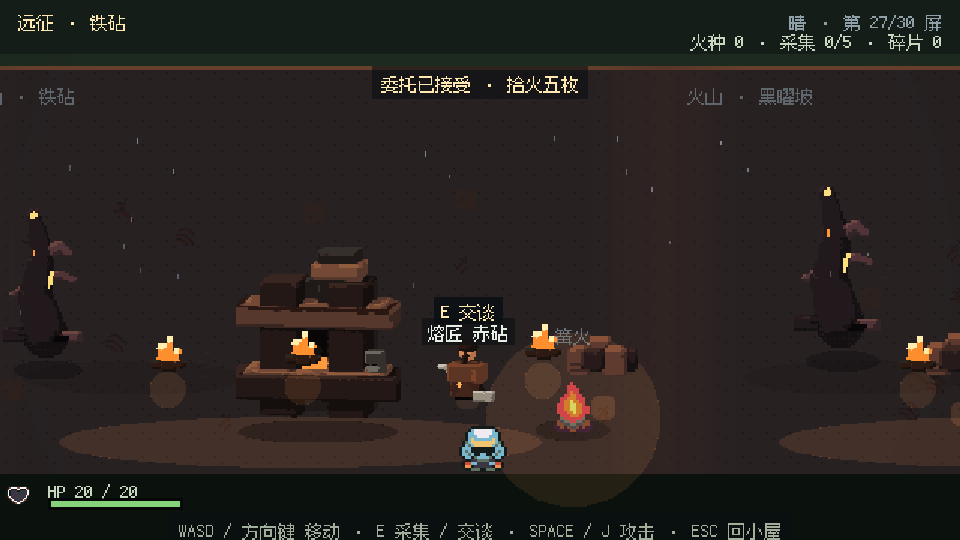 远征 · 铁砧
晴 · 第 27/30 屏
火种 0 · 采集 0/5 · 碎片 0
委托已接受 · 拾火五枚
· 铁砧
火山 · 黑曜坡
E 交谈
熔匠 赤砧
篝火
HP 20 / 20
WASD / 方向键 移动 · E 采集 / 交谈 · SPACE / J 攻击 · ESC 回小屋